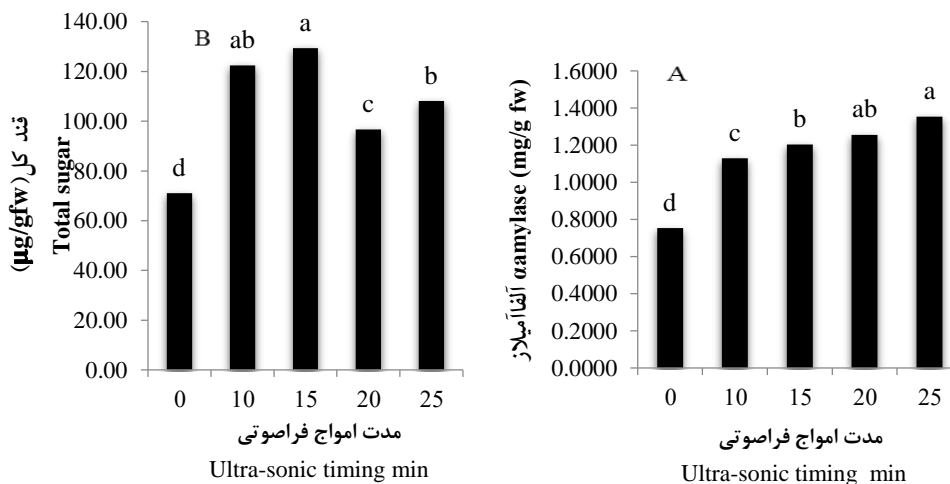 قند کل (µg/gfw)
Total sugar
140.00
120.00
100.00
80.00
60.00
40.00
20.00
0.00
B
d
ab
a
c
b
0 10 15 20 25
مدت امواج فراصوتی
Ultra-sonic timing min
آلفاآمیلاز αamylase (mg/g fw)
1.6000
1.4000
1.2000
1.0000
0.8000
0.6000
0.4000
0.2000
0.0000
A
d
c
b
ab
a
0 10 15 20 25
مدت امواج فراصوتی
Ultra-sonic timing min